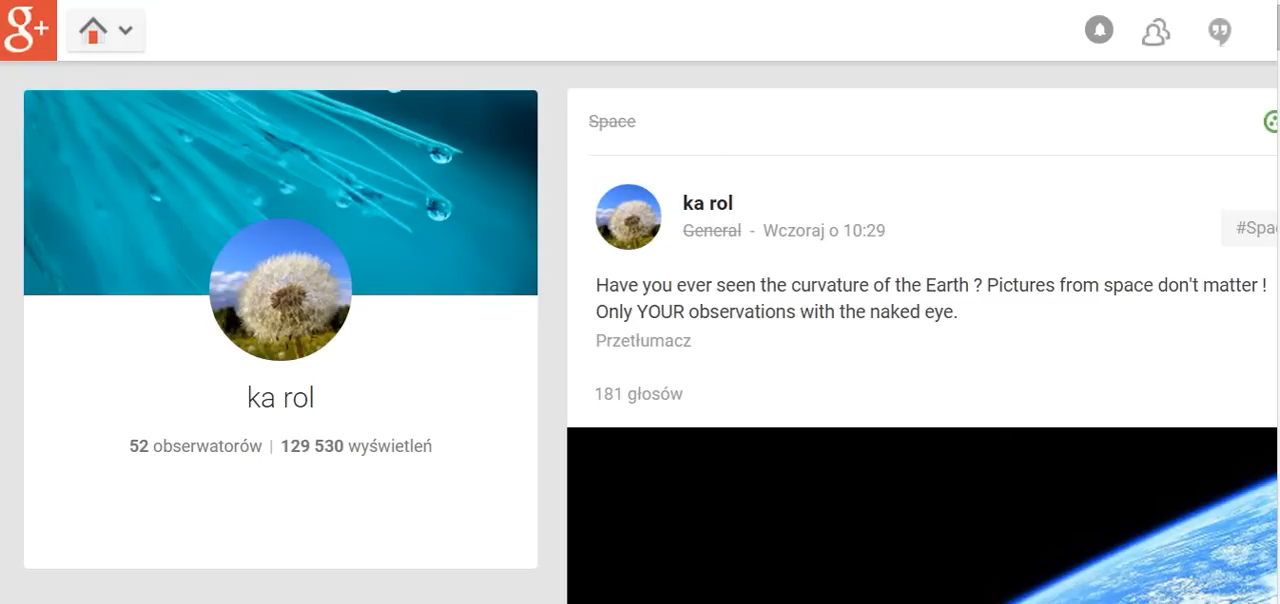 g+
ka rol
52 obserwatorów | 129 530 wyświetleń
Space
ka rol
General - Wczoraj o 10:29
#Spac
Have you ever seen the curvature of the Earth ? Pictures from space don't matter !
Only YOUR observations with the naked eye.
Przetłumacz
181 głosów